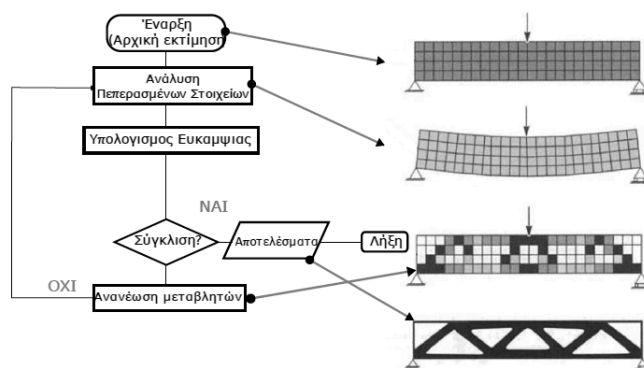 Έναρξη
(Αρχική εκτίμηση
Ανάλυση
Πεπερασμένων Στοιχείων
Υπολογισμος Ευκαμψιας
ΝΑΙ
Σύγκλιση?
Αποτελέσματα
Λήξη
ΟΧΙ
Ανανέωση μεταβλητών